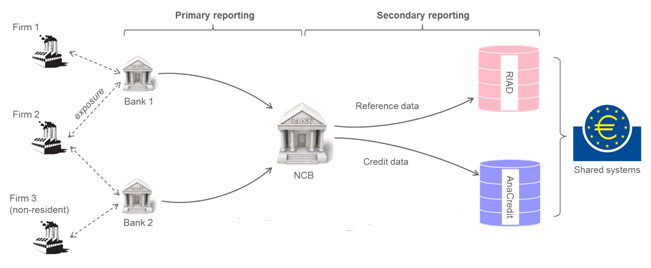 Primary reporting
Secondary reporting
Firm 1
exposure
Bank 1
Firm 2
Firm 3
(non-resident)
Bank 2
BANK
NCB
Reference data
Credit data
RIAD
AnaCredit
Shared systems